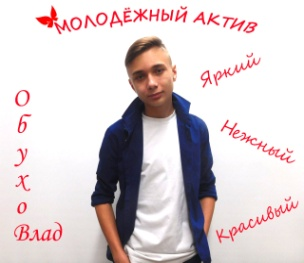 МОЛОДЁЖНЫЙ АКТИВ
Обухов
Влад
Яркий
Нежный
Красивый